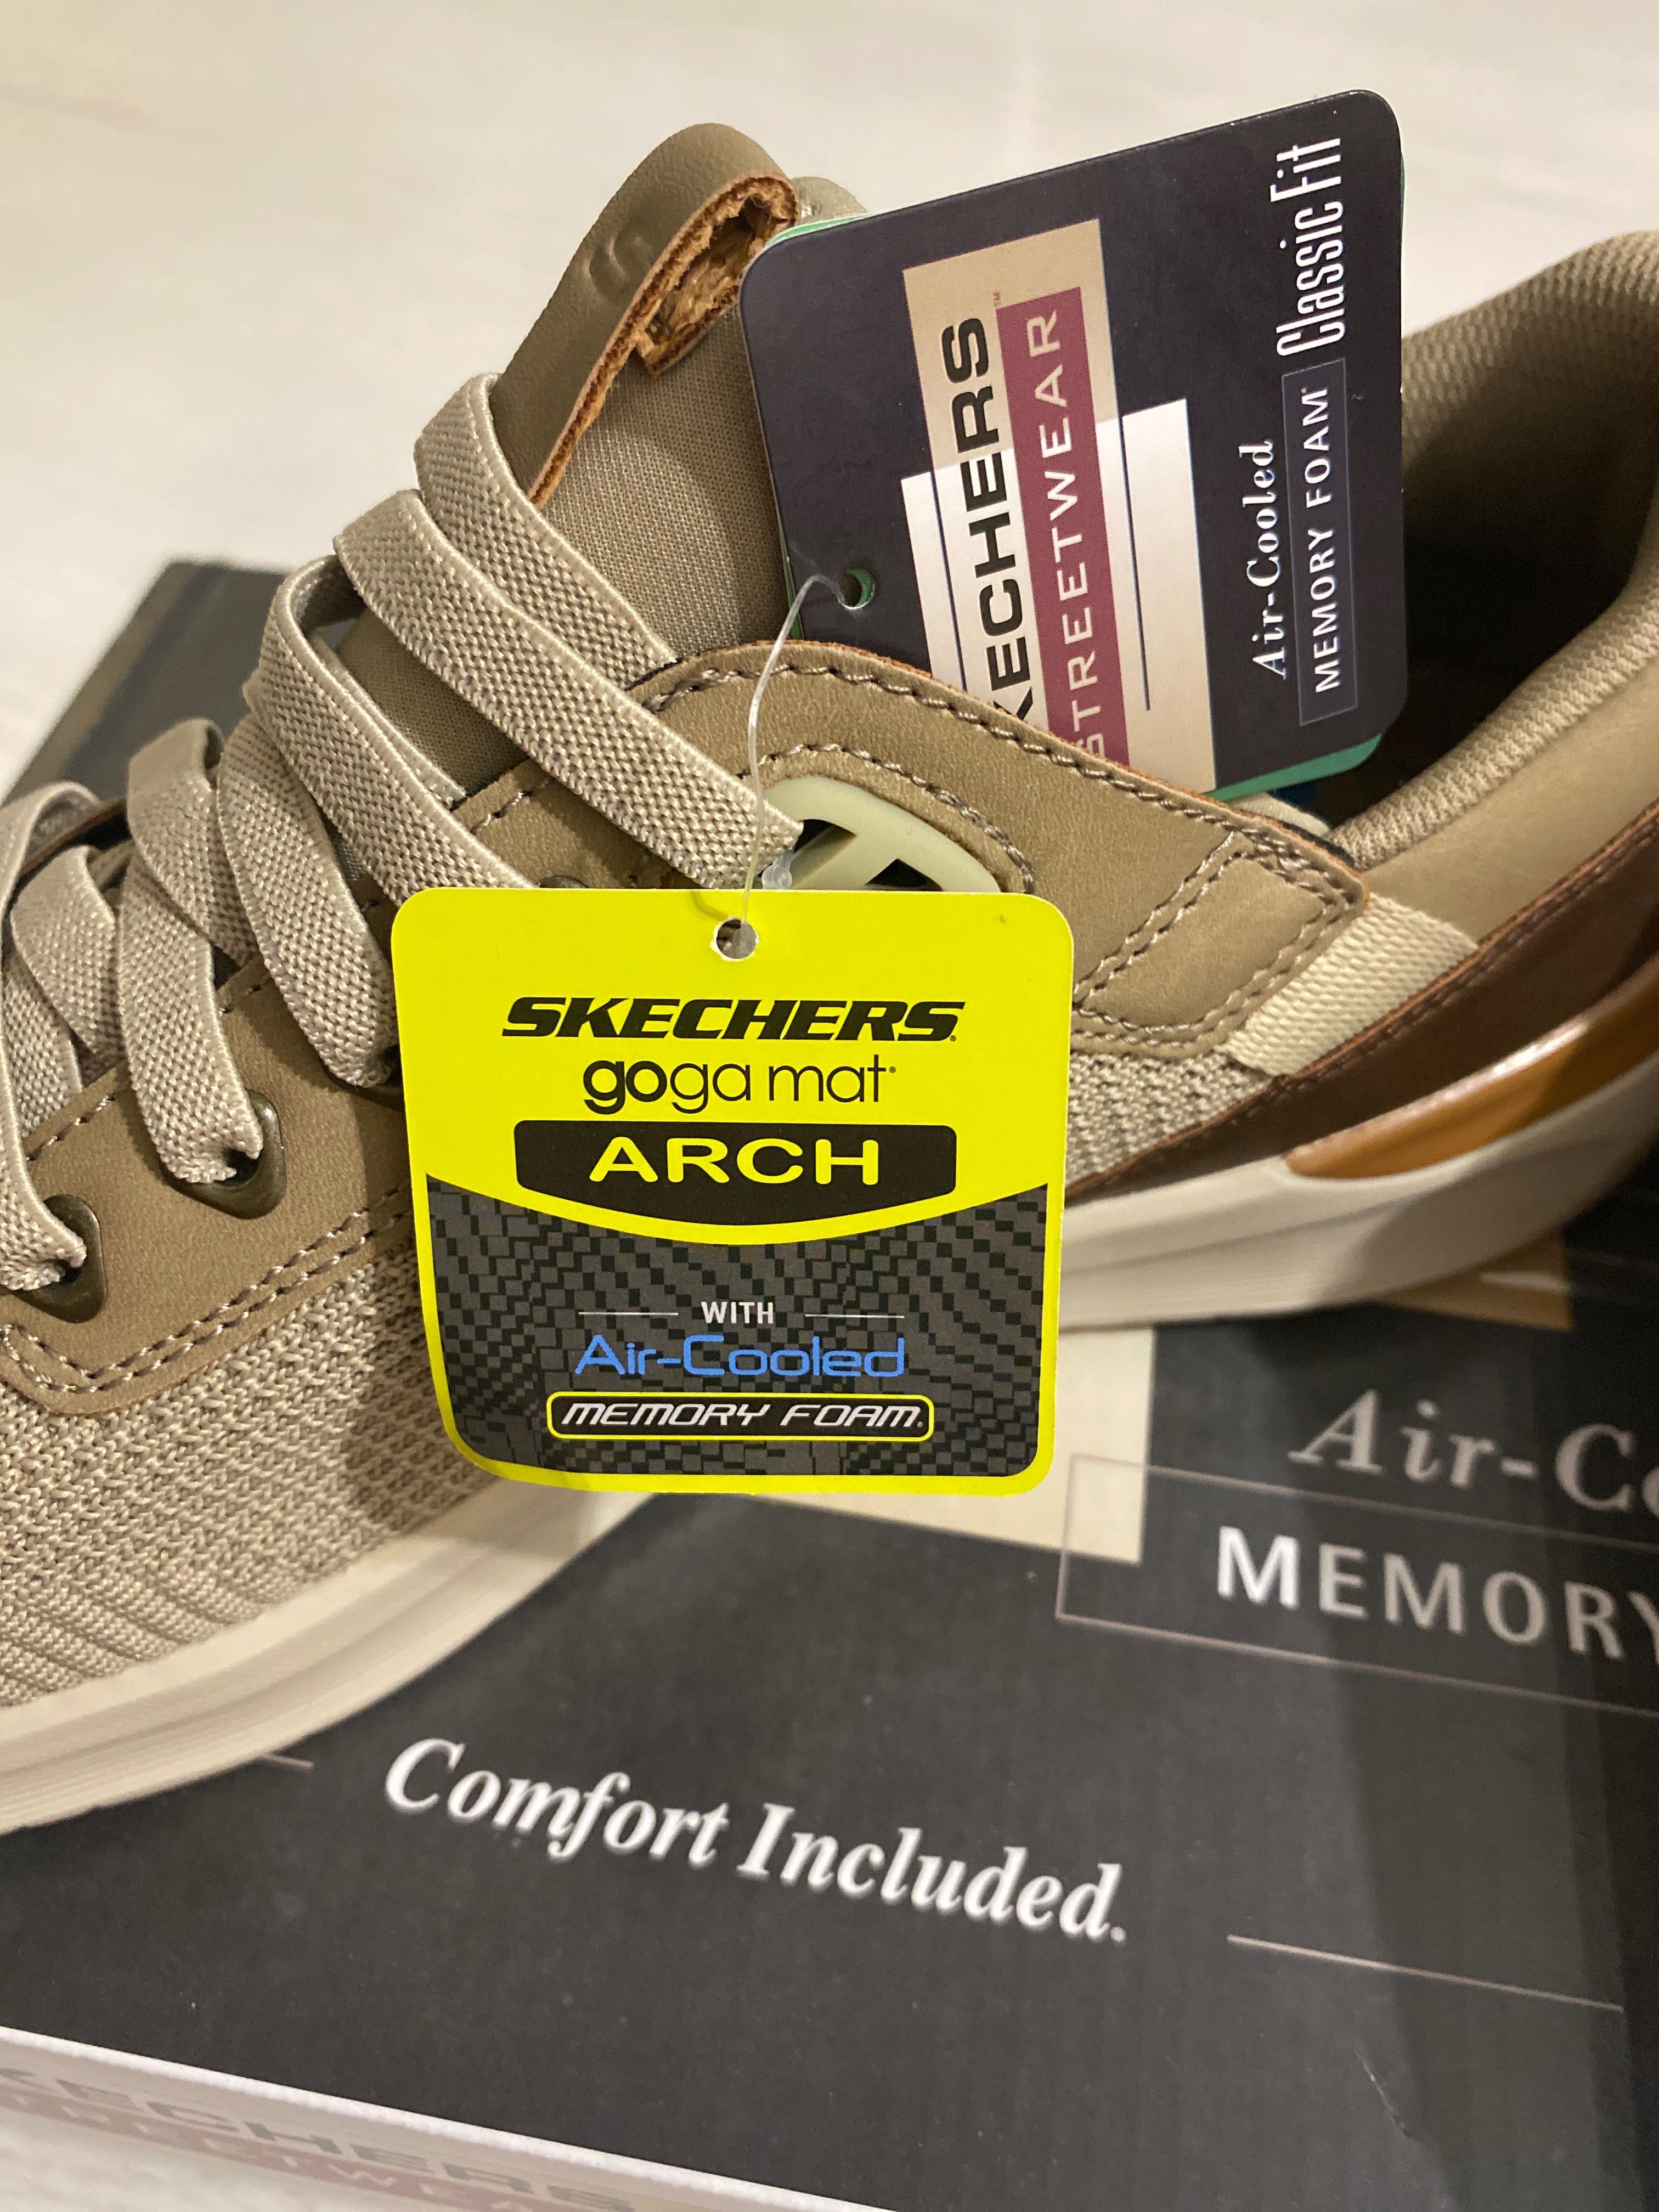 SKECHERS™
STREETWEAR
Air-Cooled
MEMORY FOAM
Classic Fit
SKECHERS.
goga mat®
ARCH
WITH
Air-Cooled
MEMORY FOAM.
MEMORY
Comfort Included.
SKECHERS